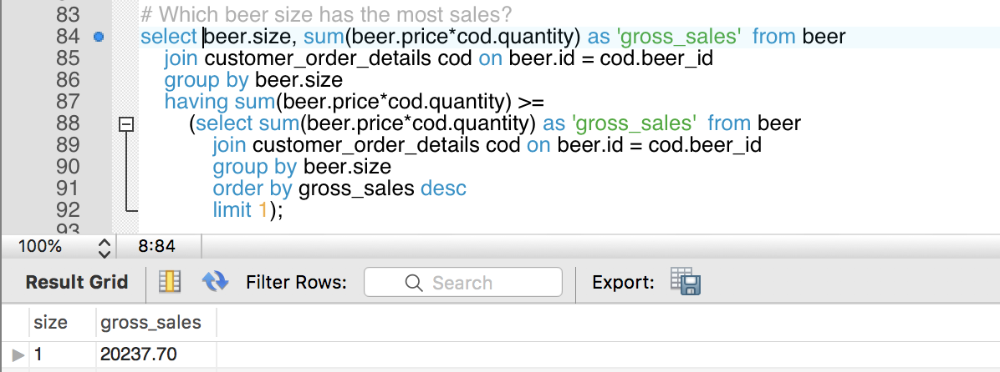 83 # Which beer size has the most sales?
84 select beer.size, sum(beer.price*cod.quantity) as 'gross_sales' from beer
85 join customer_order_details cod on beer.id = cod.beer_id
86 group by beer.size
87 having sum(beer.price*cod.quantity) >=
88 (select sum(beer.price*cod.quantity) as 'gross_sales' from beer
89 join customer_order_details cod on beer.id = cod.beer_id
90 group by beer.size
91 order by gross_sales desc
92 limit 1);
93
100% 8:84
Result Grid Filter Rows: Search Export:
size gross_sales
1 20237.70